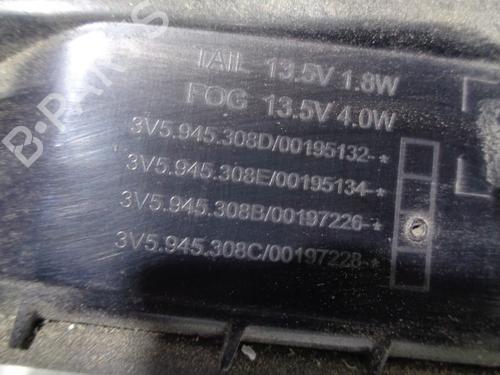 TAIL 13.5V 1.8W
FOG 13.5V 4.0W
3V5.945.308D/00195132-*
3V5.945.308E/00195134-*
3V5.945.308B/00197226-*
3V5.945.308C/00197228-*
B-PARTS